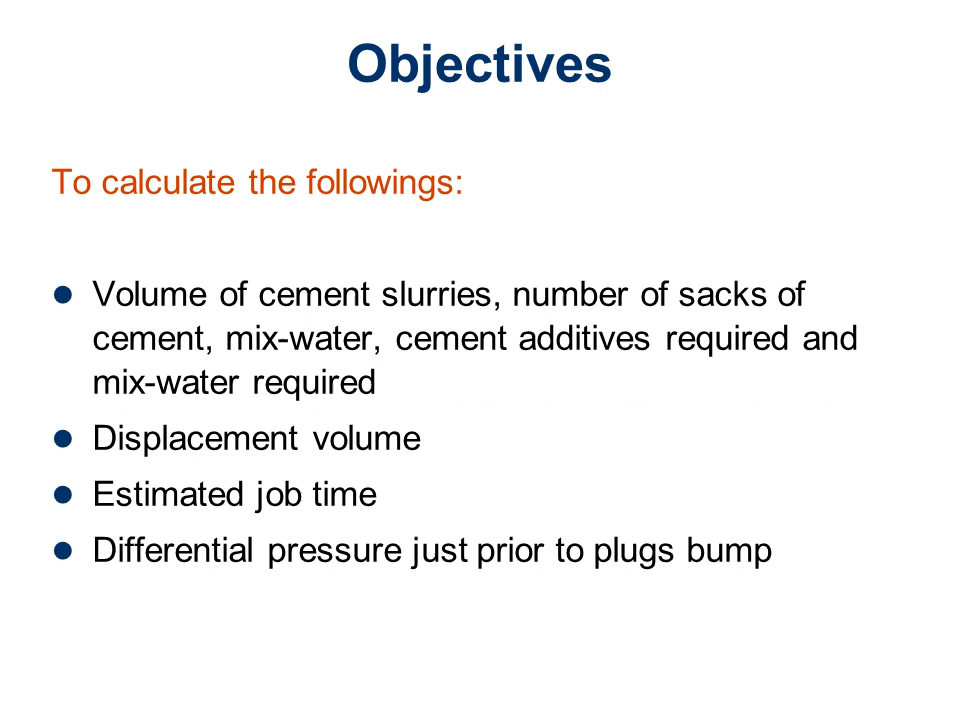 Objectives
To calculate the followings:
● Volume of cement slurries, number of sacks of
cement, mix-water, cement additives required and
mix-water required
● Displacement volume
● Estimated job time
● Differential pressure just prior to plugs bump